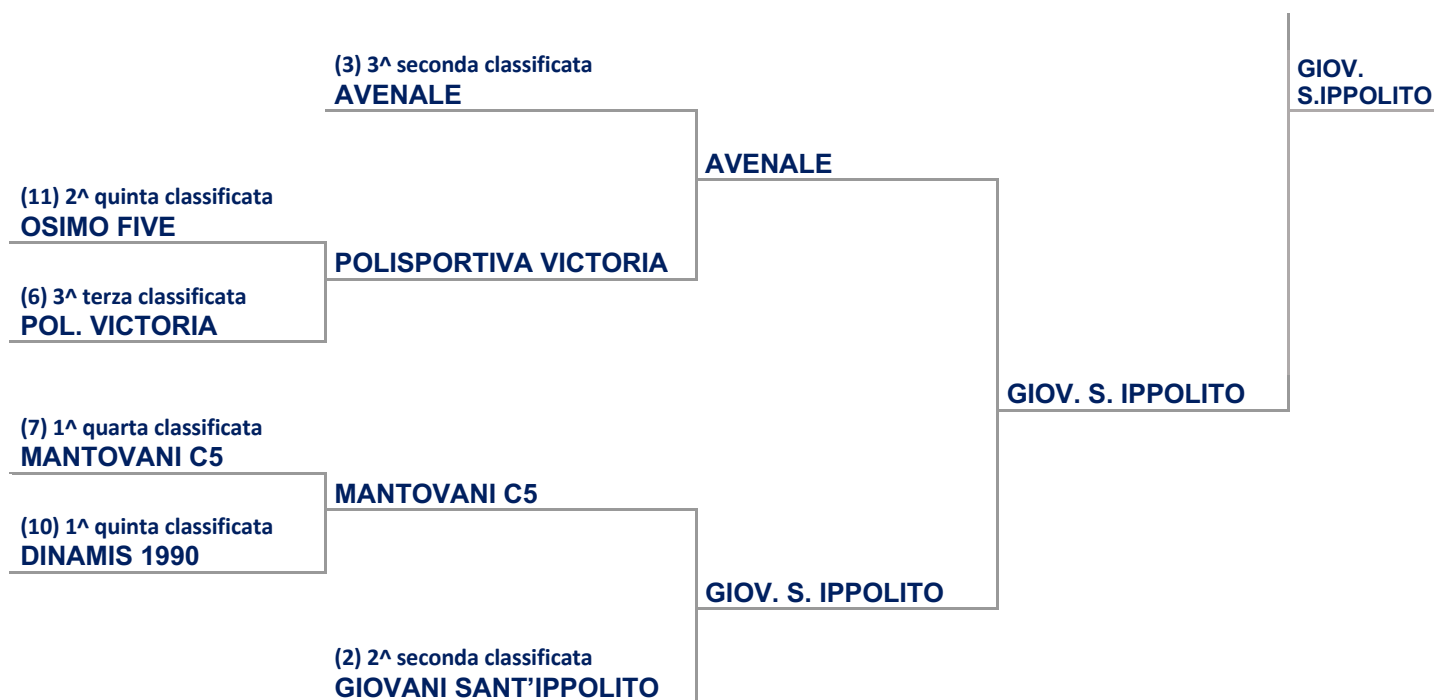 (3) 3^ seconda classificata
AVENALE
GIOV.
S.IPPOLITO
AVENALE
(11) 2^ quinta classificata
OSIMO FIVE
POLISPORTIVA VICTORIA
(6) 3^ terza classificata
POL. VICTORIA
GIOV. S. IPPOLITO
(7) 1^ quarta classificata
MANTOVANI C5
MANTOVANI C5
(10) 1^ quinta classificata
DINAMIS 1990
GIOV. S. IPPOLITO
(2) 2^ seconda classificata
GIOVANI SANT'IPPOLITO